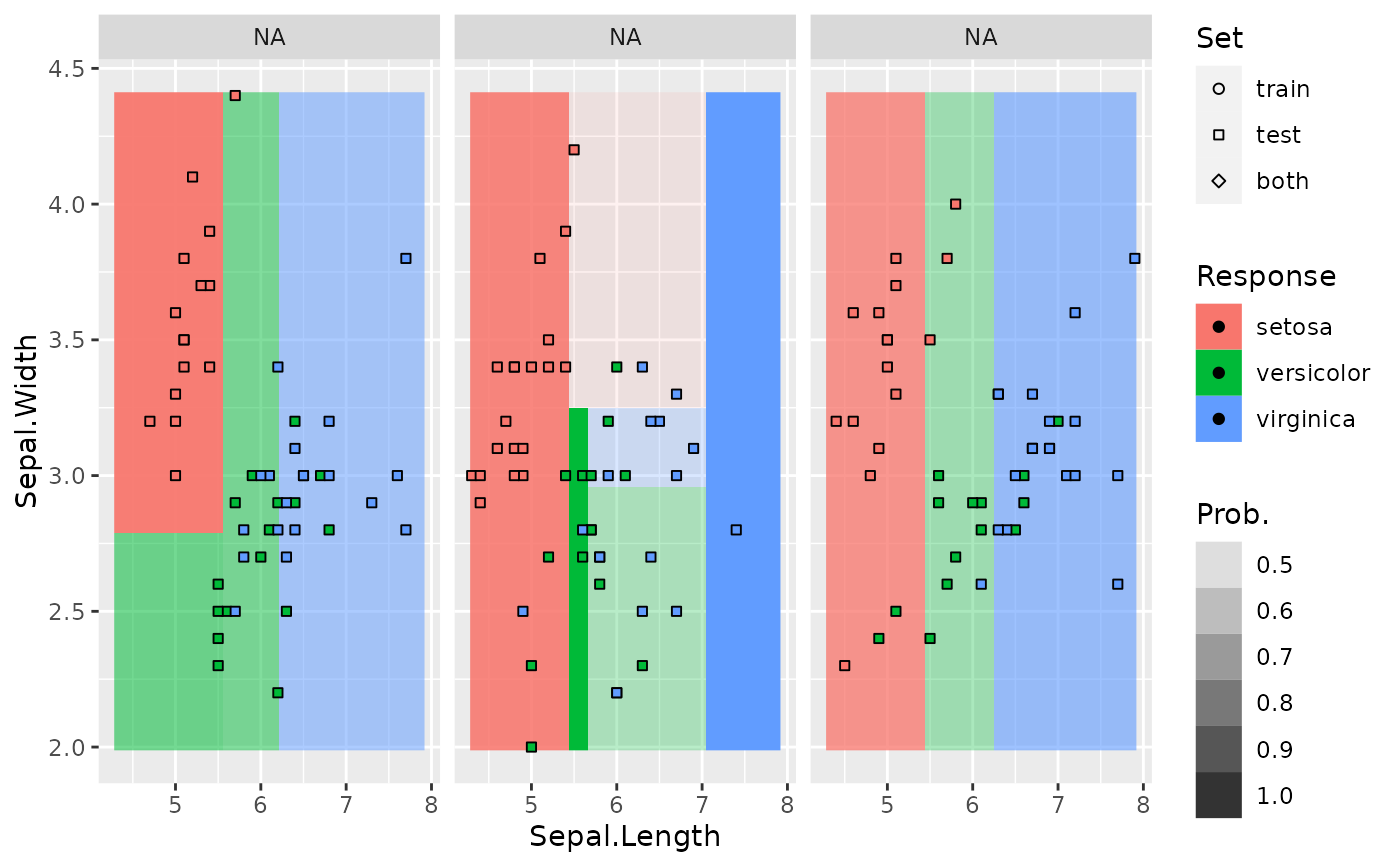 NA NA NA
4.5
4.0
3.5
3.0
2.5
2.0
Sepal.Width
5 6 7 8 5 6 7 8 5 6 7 8
Sepal.Length
Set
train
test
both
Response
setosa
versicolor
virginica
Prob.
0.5
0.6
0.7
0.8
0.9
1.0